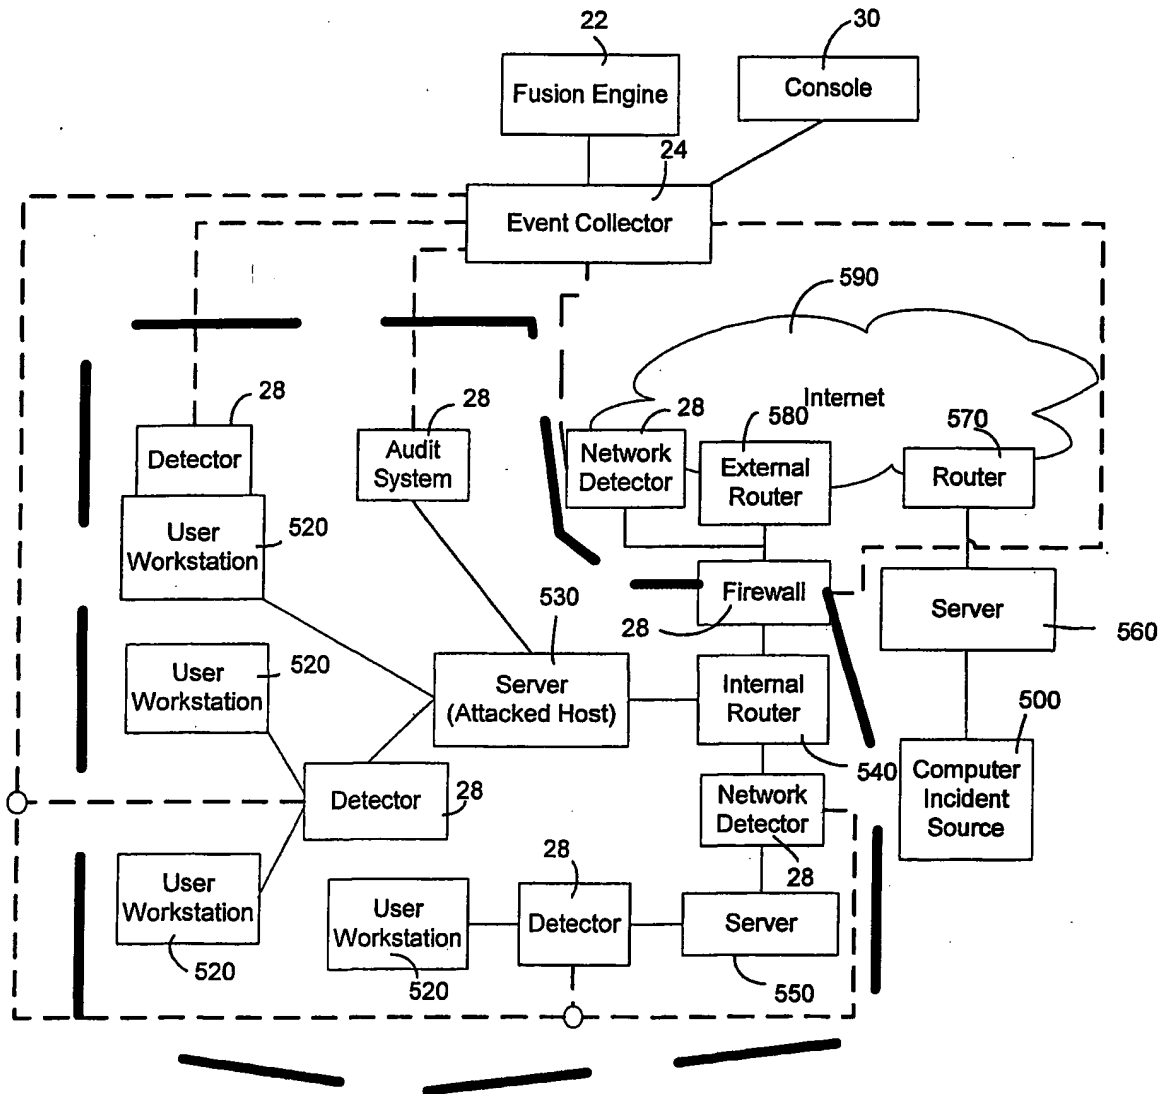 22
30
Fusion Engine
Console
24
Event Collector
590
Internet
28
28
28
580
570
Detector
Audit
System
Network
Detector
External
Router
Router
User
Workstation
520
530
Firewall
28
Server
560
User
Workstation
520
Server
(Attacked Host)
Internal
Router
540
500
Computer
Incident
Source
Detector
28
Network
Detector
28
28
User
Workstation
520
User
Workstation
520
Detector
Server
550